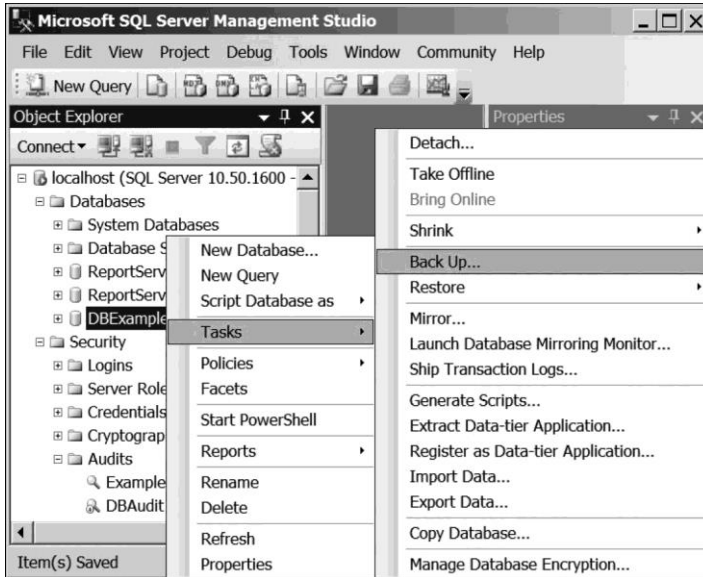 Microsoft SQL Server Management Studio
File Edit View Project Debug Tools Window Community Help
New Query
Object Explorer
Connect
localhost (SQL Server 10.50.1600 -
Databases
System Databases
Database S
ReportServ
ReportServ
DBExample
Security
Logins
Server Role
Credentials
Cryptograp
Audits
Example
DBAudit
Item(s) Saved
New Database...
New Query
Script Database as
Tasks
Policies
Facets
Start PowerShell
Reports
Rename
Delete
Refresh
Properties
Properties
Detach...
Take Offline
Bring Online
Shrink
Back Up...
Restore
Mirror...
Launch Database Mirroring Monitor...
Ship Transaction Logs...
Generate Scripts...
Extract Data-tier Application...
Register as Data-tier Application...
Import Data...
Export Data...
Copy Database...
Manage Database Encryption...